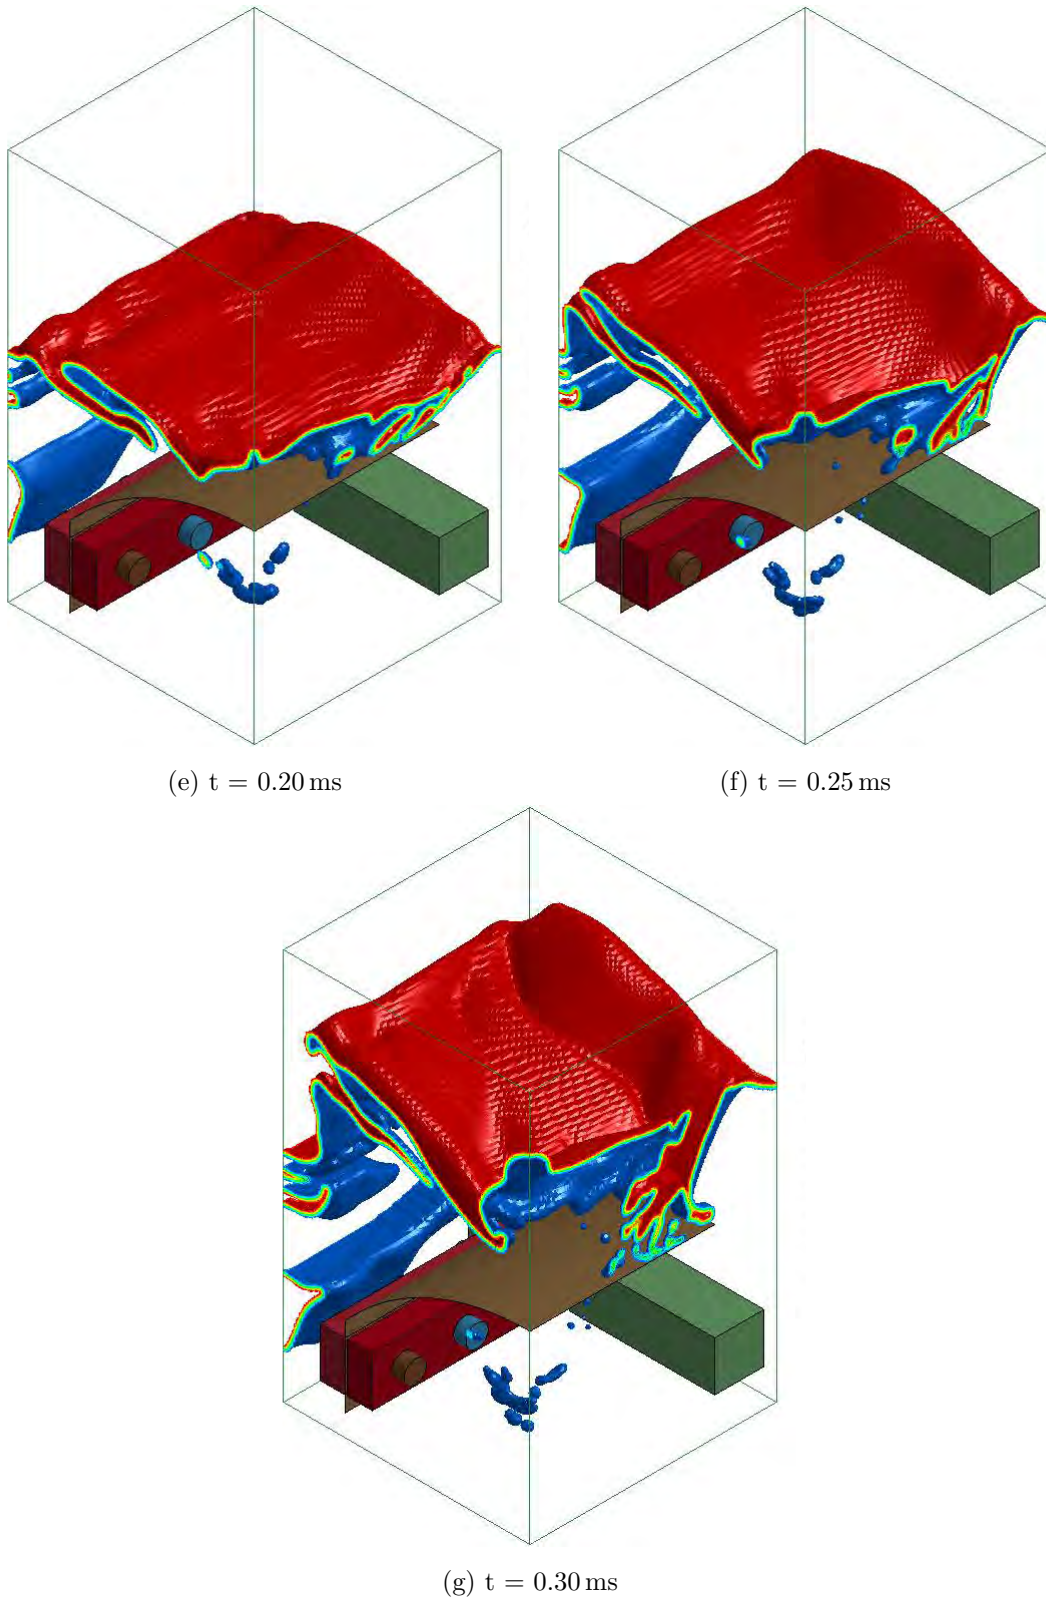 (e) t = 0.20 ms
(f) t = 0.25 ms
(g) t = 0.30 ms